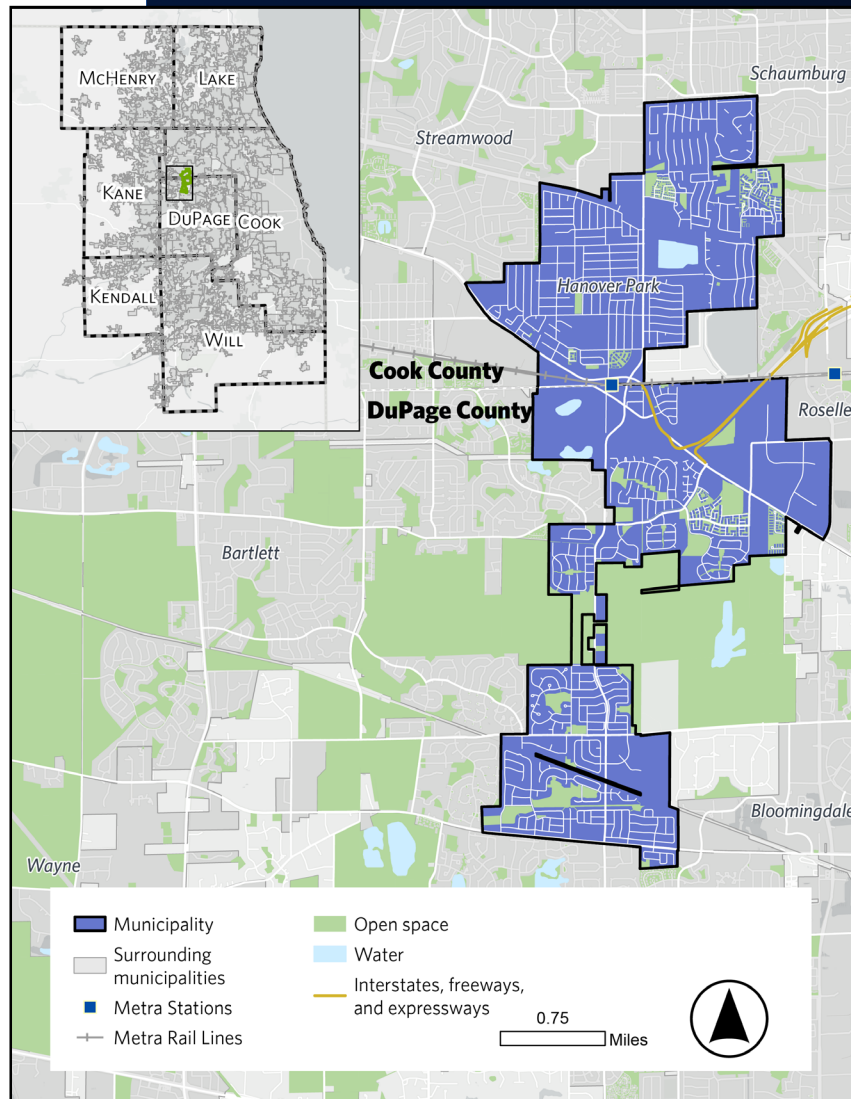 McHenry
Lake
Kane
DuPage
Cook
Kendall
Will
Schaumburg
Streamwood
Hanover Park
Cook County
DuPage County
Roselle
Bartlett
Bloomingdale
Wayne
Municipality
Surrounding
municipalities
Metra Stations
Metra Rail Lines
Open space
Water
Interstates, freeways,
and expressways
0.75
Miles